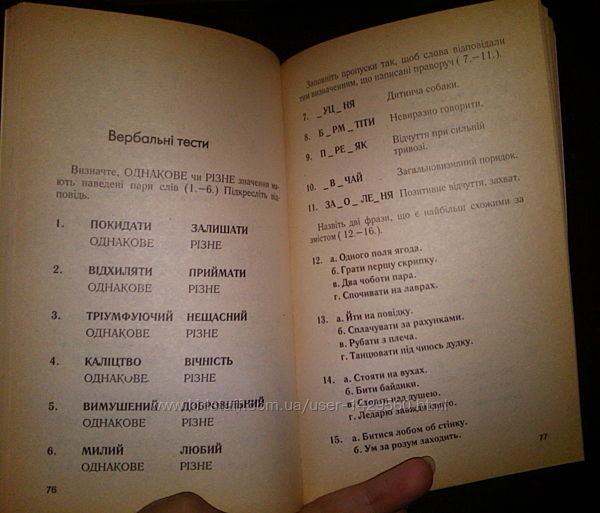 Вербальні тести
Визначте, ОДНАКОВЕ чи РІЗНЕ значення ма-
ють наведені пари слів (1.—6.) Підкресліть від-
повідь.
1. ПОКИДАТИ ЗАЛИШАТИ
ОДНАКОВЕ РІЗНЕ
2. ВІДХИЛЯТИ ПРИЙМАТИ
ОДНАКОВЕ РІЗНЕ
3. ТРІУМФУЮЧИЙ НЕЩАСНИЙ
ОДНАКОВЕ РІЗНЕ
4. КАЛІЦТВО ВІЧНІСТЬ
ОДНАКОВЕ РІЗНЕ
5. ВИМУШЕНИЙ ДОБРОВІЛЬНИЙ
ОДНАКОВЕ РІЗНЕ
6. МИЛИЙ ЛЮБИЙ
ОДНАКОВЕ РІЗНЕ
76
Заповніть пропуски так, щоб слова відповідали
тим визначенням, що написані праворуч (7.—11.).
7. _УЦ_НЯ Дитинча собаки.
8. Б_РМ_ТІТИ Невиразно говорити.
9. П_РЕ_ЯК Відчуття при сильній
тривозі.
10. _В_ЧАЙ Загальновизнаний порядок.
11. ЗА_О_ЛЕ_НЯ Позитивне відчуття, захват.
Назвіть дві фрази, що є найбільш схожими за
змістом (12.—16.).
12. а. Одного поля ягода.
б. Грати першу скрипку.
в. Два чоботи пара.
г. Спочивати на лаврах.
13. а. Йти на повідку.
б. Сплачувати за рахунками.
в. Рубати з плеча.
г. Танцювати під чиюсь дудку.
14. а. Стояти на вухах.
б. Бити байдики.
в. душею.
г. Ледарю завжди
15. а. Битися лобом об стінку.
б. Ум за розум заходить.
77